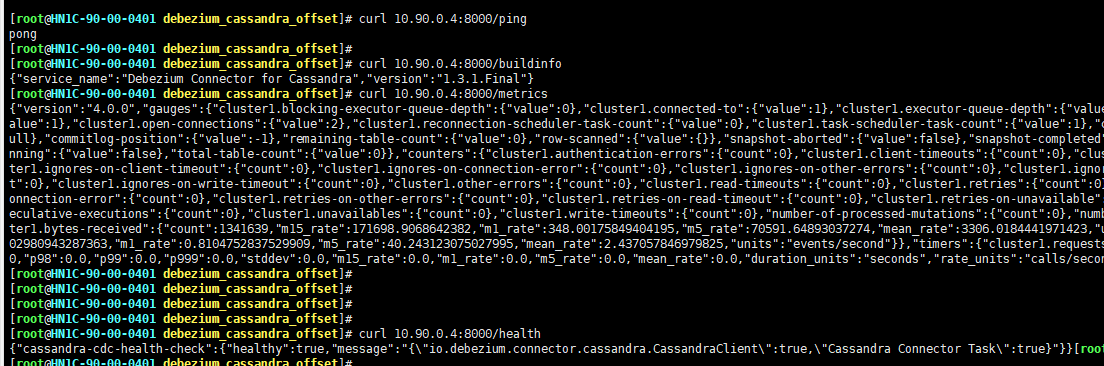 [root@HN1C-90-00-0401 debezium_cassandra_offset]# curl 10.90.0.4:8000/ping
pong
[root@HN1C-90-00-0401 debezium_cassandra_offset]#
[root@HN1C-90-00-0401 debezium_cassandra_offset]# curl 10.90.0.4:8000/buildinfo
{"service_name":"Debezium Connector for Cassandra","version":"1.3.1.Final"}
[root@HN1C-90-00-0401 debezium_cassandra_offset]# curl 10.90.0.4:8000/metrics
{"version":"4.0.0","gauges":{"cluster1.blocking-executor-queue-depth":{"value":0},"cluster1.connected-to":{"value":1},"cluster1.executor-queue-depth":{"value
alue":1},"cluster1.open-connections":{"value":2},"cluster1.reconnection-scheduler-task-count":{"value":0},"cluster1.task-scheduler-task-count":{"value":1},"c
ull},"commitlog-position":{"value":-1},"remaining-table-count":{"value":0},"row-scanned":{"value":{}},"snapshot-aborted":{"value":false},"snapshot-completed"
nning":{"value":false},"total-table-count":{"value":0}},"counters":{"cluster1.authentication-errors":{"count":0},"cluster1.client-timeouts":{"count":0},"clus
ter1.ignores-on-client-timeout":{"count":0},"cluster1.ignores-on-connection-error":{"count":0},"cluster1.ignores-on-other-errors":{"count":0},"cluster1.ignor
t":0},"cluster1.ignores-on-write-timeout":{"count":0},"cluster1.other-errors":{"count":0},"cluster1.read-timeouts":{"count":0},"cluster1.retries":{"count":0}
onnection-error":{"count":0},"cluster1.retries-on-other-errors":{"count":0},"cluster1.retries-on-read-timeout":{"count":0},"cluster1.retries-on-unavailable":
eculative-executions":{"count":0},"cluster1.unavailables":{"count":0},"cluster1.write-timeouts":{"count":0},"number-of-processed-mutations":{"count":0},"numb
ter1.bytes-received":{"count":1341639,"m15_rate":171698.9068642382,"m1_rate":348.00175849404195,"m5_rate":70591.64893037274,"mean_rate":3306.0184441971423,"u
02980943287363,"m1_rate":0.8104752837529909,"m5_rate":40.243123075027995,"mean_rate":2.437057846979825,"units":"events/second"}},"timers":{"cluster1.requests
0,"p98":0.0,"p99":0.0,"p999":0.0,"stddev":0.0,"m15_rate":0.0,"m1_rate":0.0,"m5_rate":0.0,"mean_rate":0.0,"duration_units":"seconds","rate_units":"calls/secon
[root@HN1C-90-00-0401 debezium_cassandra_offset]#
[root@HN1C-90-00-0401 debezium_cassandra_offset]#
[root@HN1C-90-00-0401 debezium_cassandra_offset]#
[root@HN1C-90-00-0401 debezium_cassandra_offset]#
[root@HN1C-90-00-0401 debezium_cassandra_offset]# curl 10.90.0.4:8000/health
{"cassandra-cdc-health-check":{"healthy":true,"message":"{\"io.debezium.connector.cassandra.CassandraClient\":true,\"Cassandra Connector Task\":true}"}}[root
[root@HN1C-90-00-0401 debezium_cassandra_offset]#